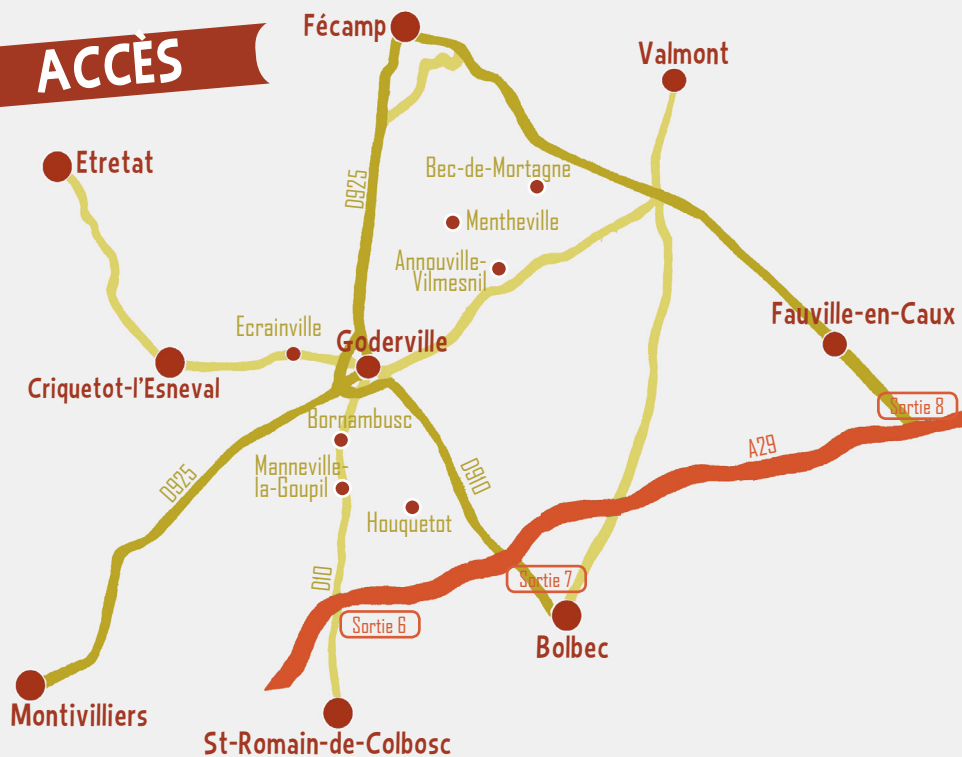 ACCÈS
Fécamp
Valmont
Etretat
Bec-de-Mortagne
D925
Mentheville
Annouville-
Vilmesnil
Ecrainville
Goderville
Fauville-en-Caux
Criquetot-l'Esneval
Sortie 8
Bornambusc
A29
Manneville-
la-Goupil
D925
D910
Houquetot
D10
Sortie 7
Sortie 6
Bolbec
Montivilliers
St-Romain-de-Colbosc